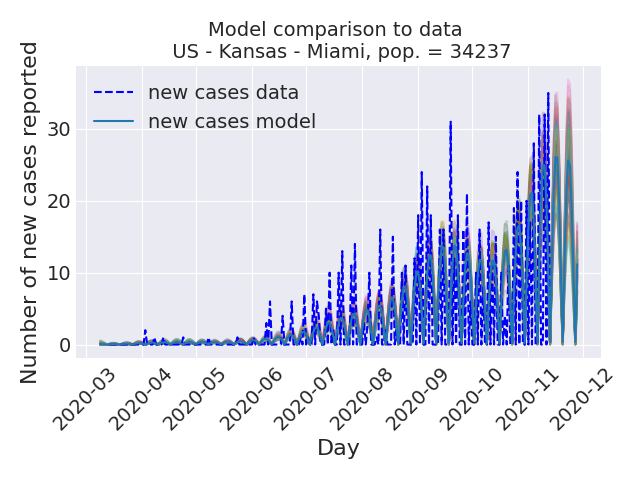 Model comparison to data
US - Kansas - Miami, pop. = 34237
Number of new cases reported
30
20
10
0
new cases data
new cases model
2020-03
2020-04
2020-05
2020-06
2020-07
2020-08
2020-09
2020-10
2020-11
2020-12
Day